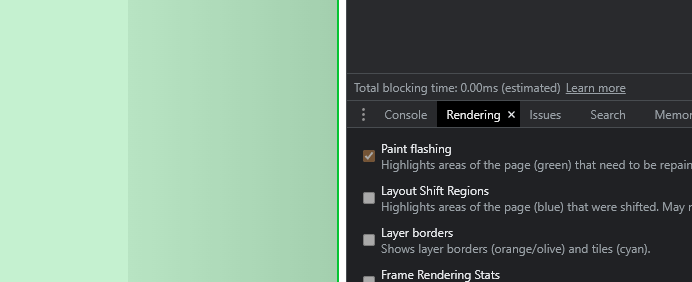 Total blocking time: 0.00ms (estimated) Learn more
Console Rendering × Issues Search Memor
Paint flashing
Highlights areas of the page (green) that need to be repain
Layout Shift Regions
Highlights areas of the page (blue) that were shifted. May
Layer borders
Shows layer borders (orange/olive) and tiles (cyan).
Frame Rendering Stats